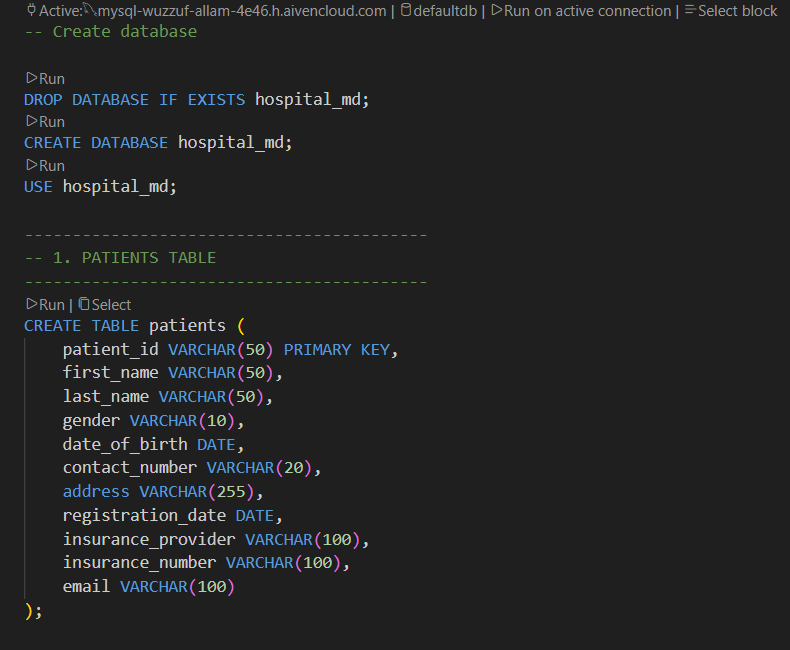 Active: mysql-wuzzuf-allam-4e46.h.aivencloud.com | defaultdb | Run on active connection | Select block
-- Create database
Run
DROP DATABASE IF EXISTS hospital_md;
Run
CREATE DATABASE hospital_md;
Run
USE hospital_md;
------------------------------------------
-- 1. PATIENTS TABLE
------------------------------------------
Run | Select
CREATE TABLE patients (
    patient_id VARCHAR(50) PRIMARY KEY,
    first_name VARCHAR(50),
    last_name VARCHAR(50),
    gender VARCHAR(10),
    date_of_birth DATE,
    contact_number VARCHAR(20),
    address VARCHAR(255),
    registration_date DATE,
    insurance_provider VARCHAR(100),
    insurance_number VARCHAR(100),
    email VARCHAR(100)
);